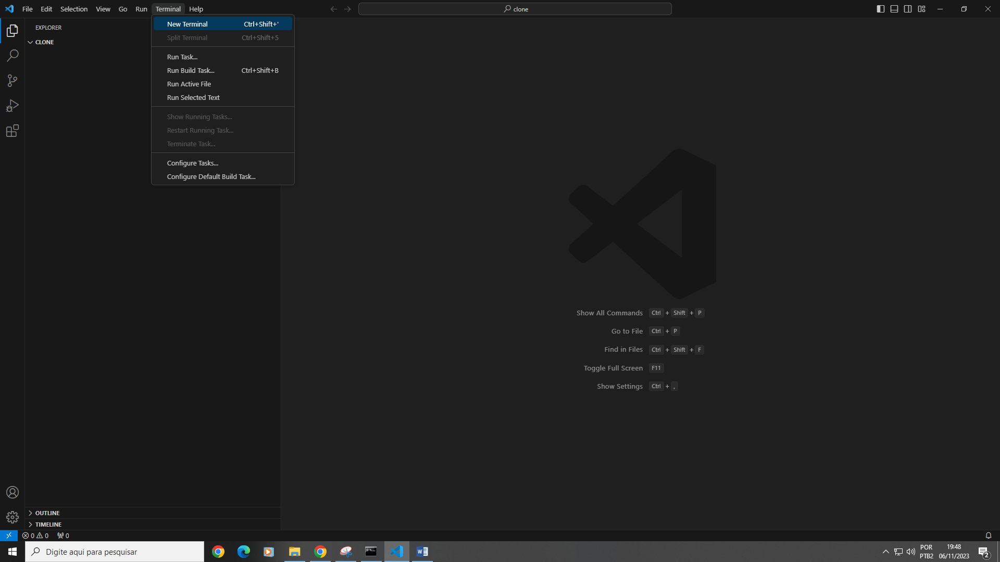 File Edit Selection View Go Run Terminal Help
clone
EXPLORER
CLONE
New Terminal Ctrl+Shift+'
Split Terminal Ctrl+Shift+5
Run Task...
Run Build Task... Ctrl+Shift+B
Run Active File
Run Selected Text
Show Running Tasks...
Restart Running Task...
Terminate Task...
Configure Tasks...
Configure Default Build Task...
Show All Commands Ctrl + Shift + P
Go to File Ctrl + P
Find in Files Ctrl + Shift + F
Toggle Full Screen F11
Show Settings Ctrl + ,
OUTLINE
TIMELINE
0 0 0
Digite aqui para pesquisar
POR
PTB2
19:48
06/11/2023
2